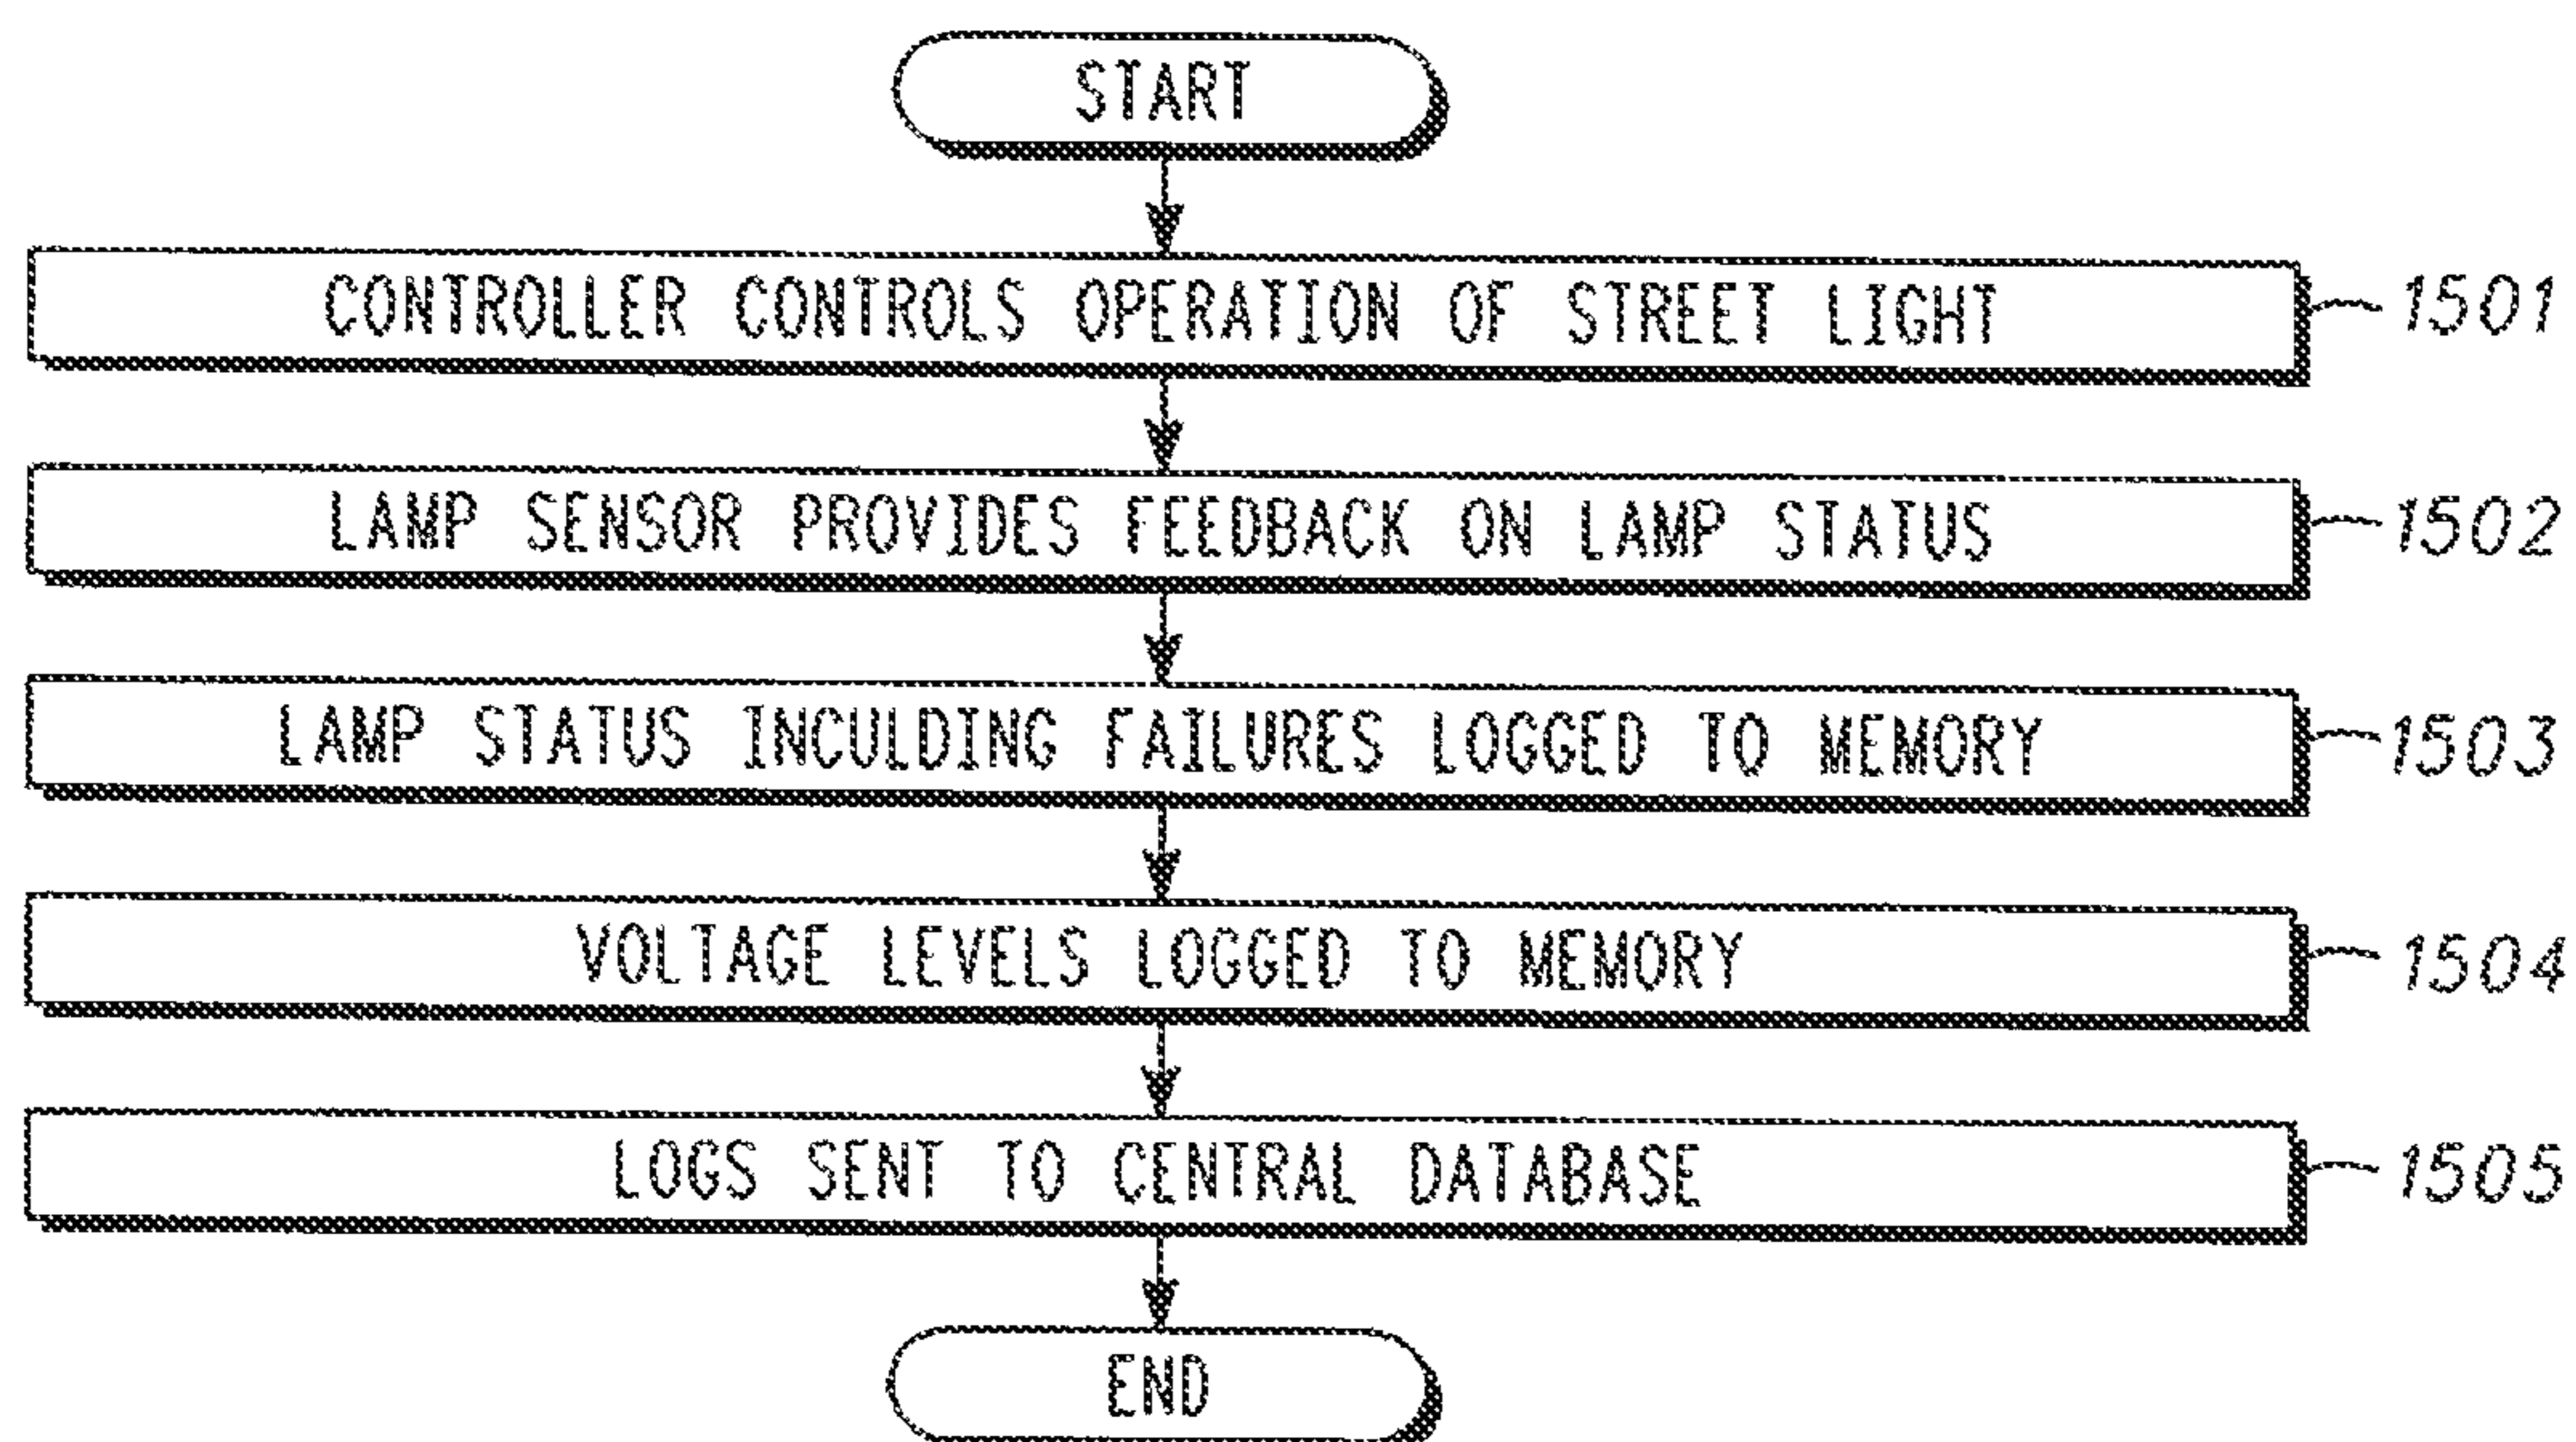 START
CONTROLLER CONTROLS OPERATION OF STREET LIGHT 1501
LAMP SENSOR PROVIDES FEEDBACK ON LAMP STATUS 1502
LAMP STATUS INCULDING FAILURES LOGGED TO MEMORY 1503
VOLTAGE LEVELS LOGGED TO MEMORY 1504
LOGS SENT TO CENTRAL DATABASE 1505
END